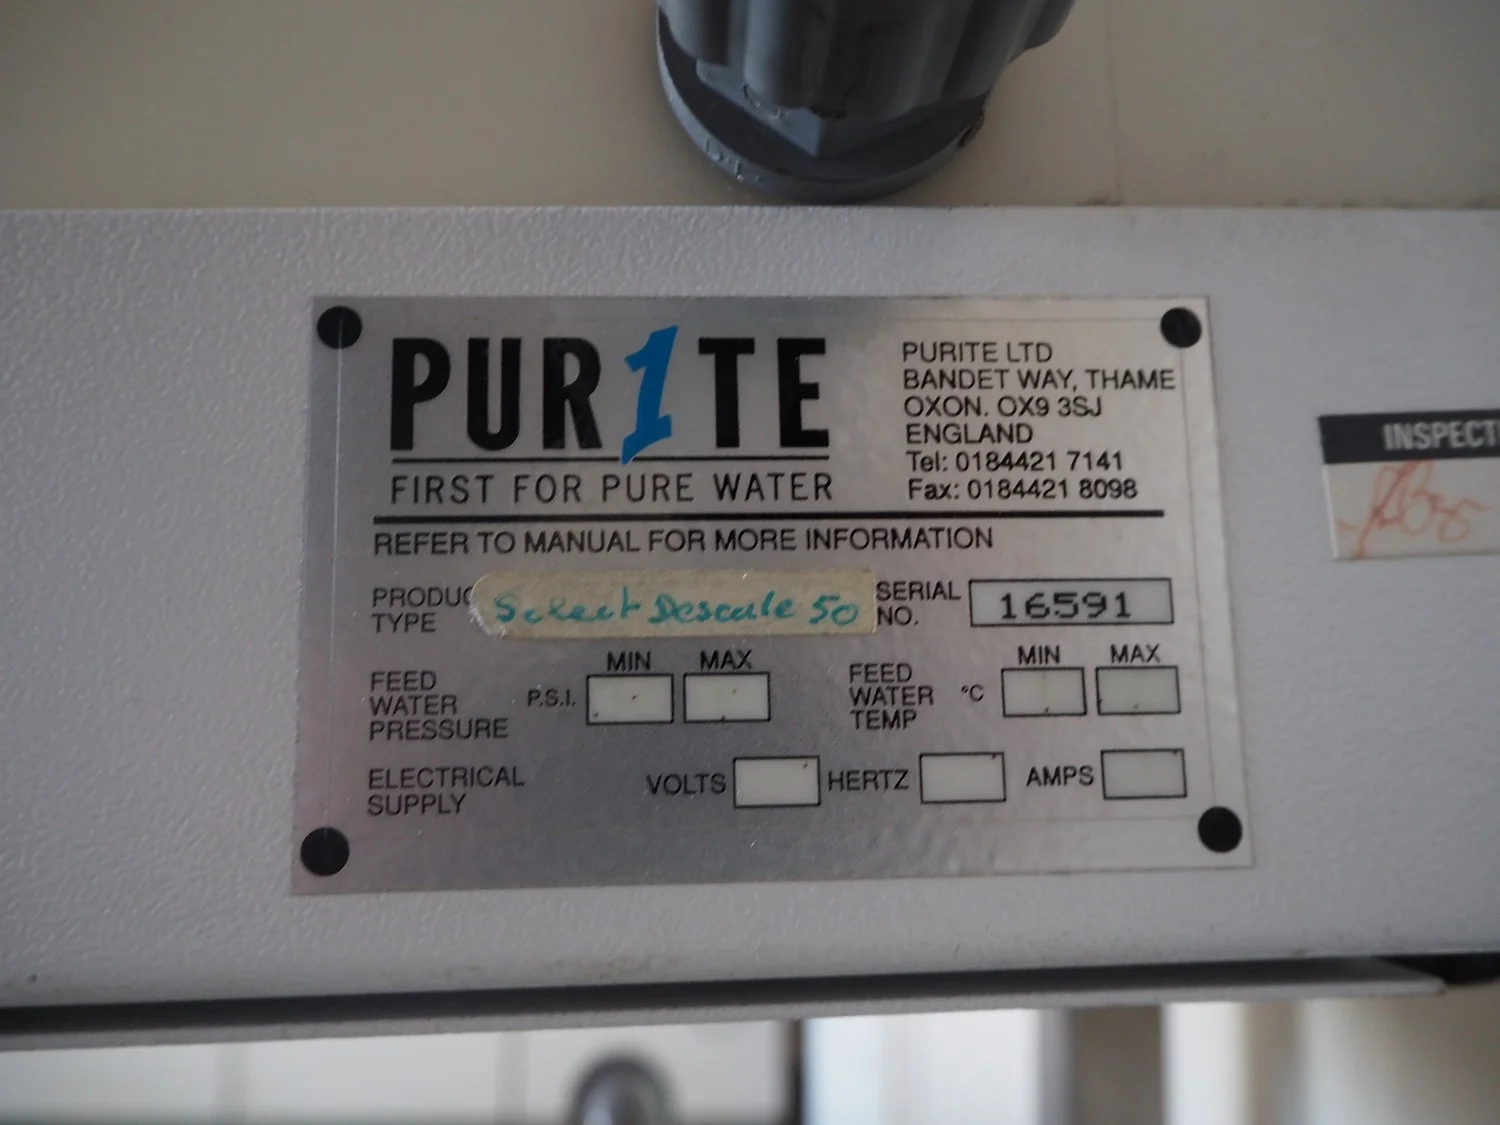 PUR1TE
FIRST FOR PURE WATER
PURITE LTD
BANDET WAY, THAME
OXON. OX9 3SJ
ENGLAND
Tel: 0184421 7141
Fax: 0184421 8098
REFER TO MANUAL FOR MORE INFORMATION
PRODUC
TYPE
Select Descale 50
SERIAL
NO.
16591
FEED
WATER
PRESSURE
P.S.I.
MIN
MAX
FEED
WATER
TEMP
°C
MIN
MAX
ELECTRICAL
SUPPLY
VOLTS
HERTZ
AMPS
INSPECTI